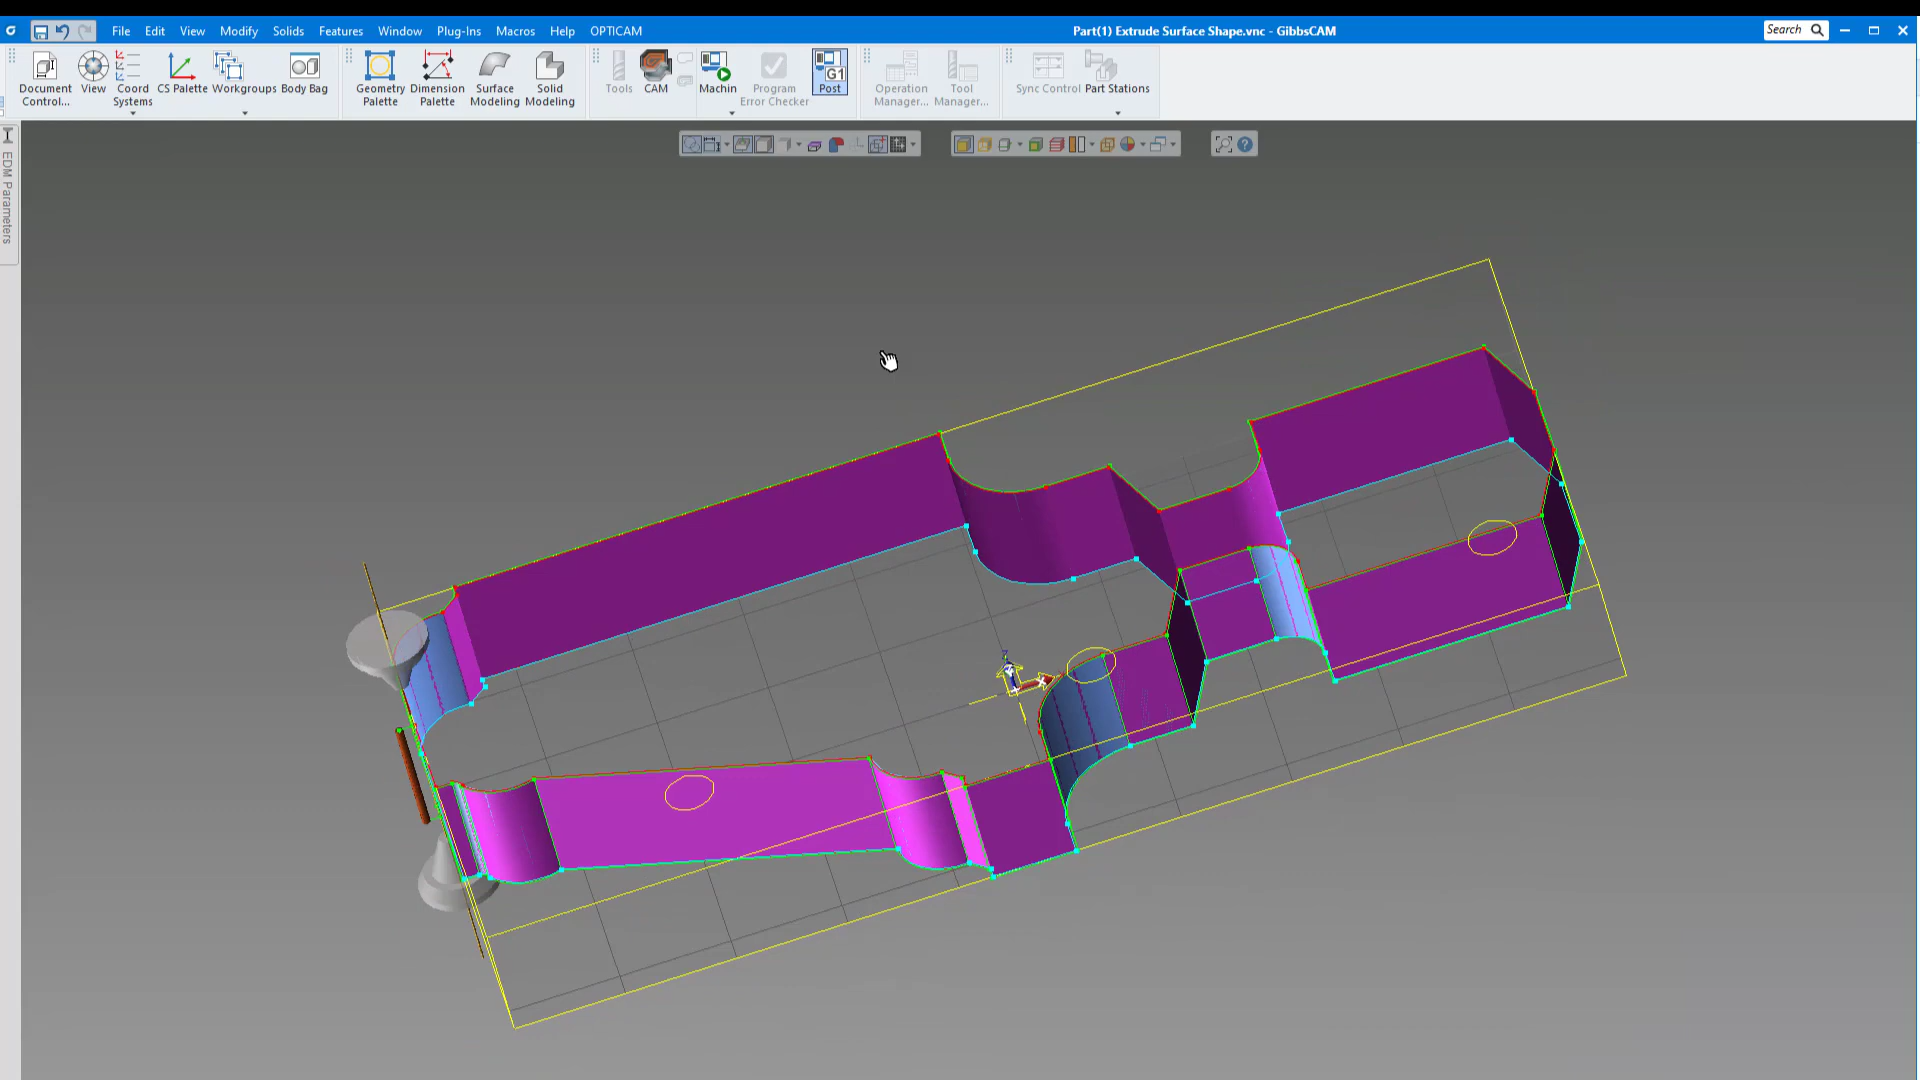 File Edit View Modify Solids Features Window Plug-Ins Macros Help OPTICAM
Part(1) Extrude Surface Shape.vnc - GibbsCAM
Search
Document Control...
View
Coord Systems
CS Palette
Workgroups
Body Bag
Geometry Palette
Dimension Palette
Surface Modeling
Solid Modeling
Tools
CAM
Machin
Program Error Checker
G1
Post
Operation Manager...
Tool Manager...
Sync Control
Part Stations
EDM Parameters
Z
X